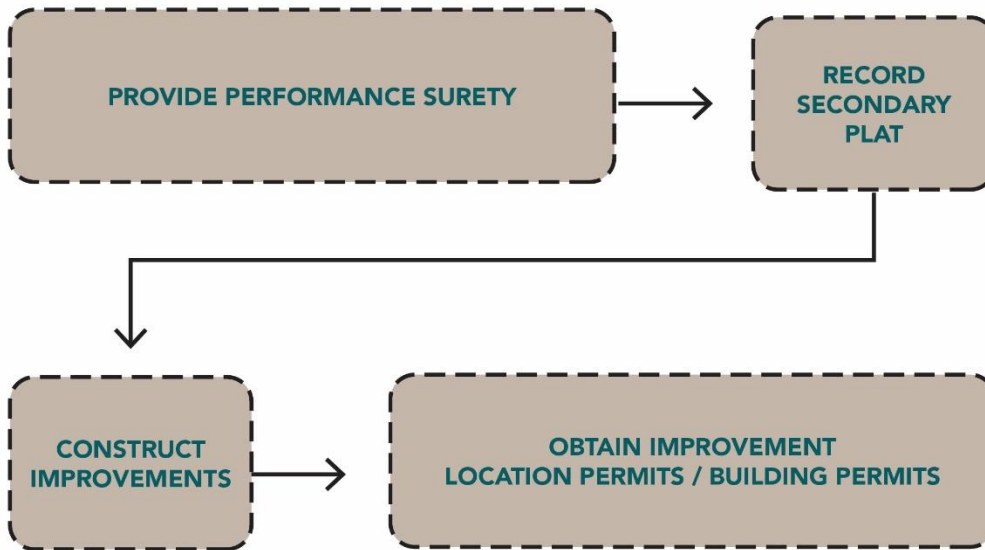 PROVIDE PERFORMANCE SURETY
RECORD
SECONDARY
PLAT
CONSTRUCT
IMPROVEMENTS
OBTAIN IMPROVEMENT
LOCATION PERMITS / BUILDING PERMITS